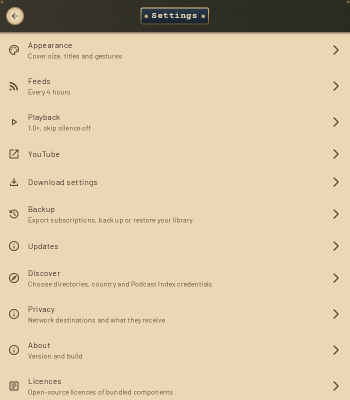 Settings
Appearance
Cover size, titles and gestures
Feeds
Every 4 hours
Playback
1.0×, skip silence off
YouTube
Download settings
Backup
Export subscriptions, back up or restore your library
Updates
Discover
Choose directories, country and Podcast Index credentials
Privacy
Network destinations and what they receive
About
Version and build
Licences
Open-source licences of bundled components